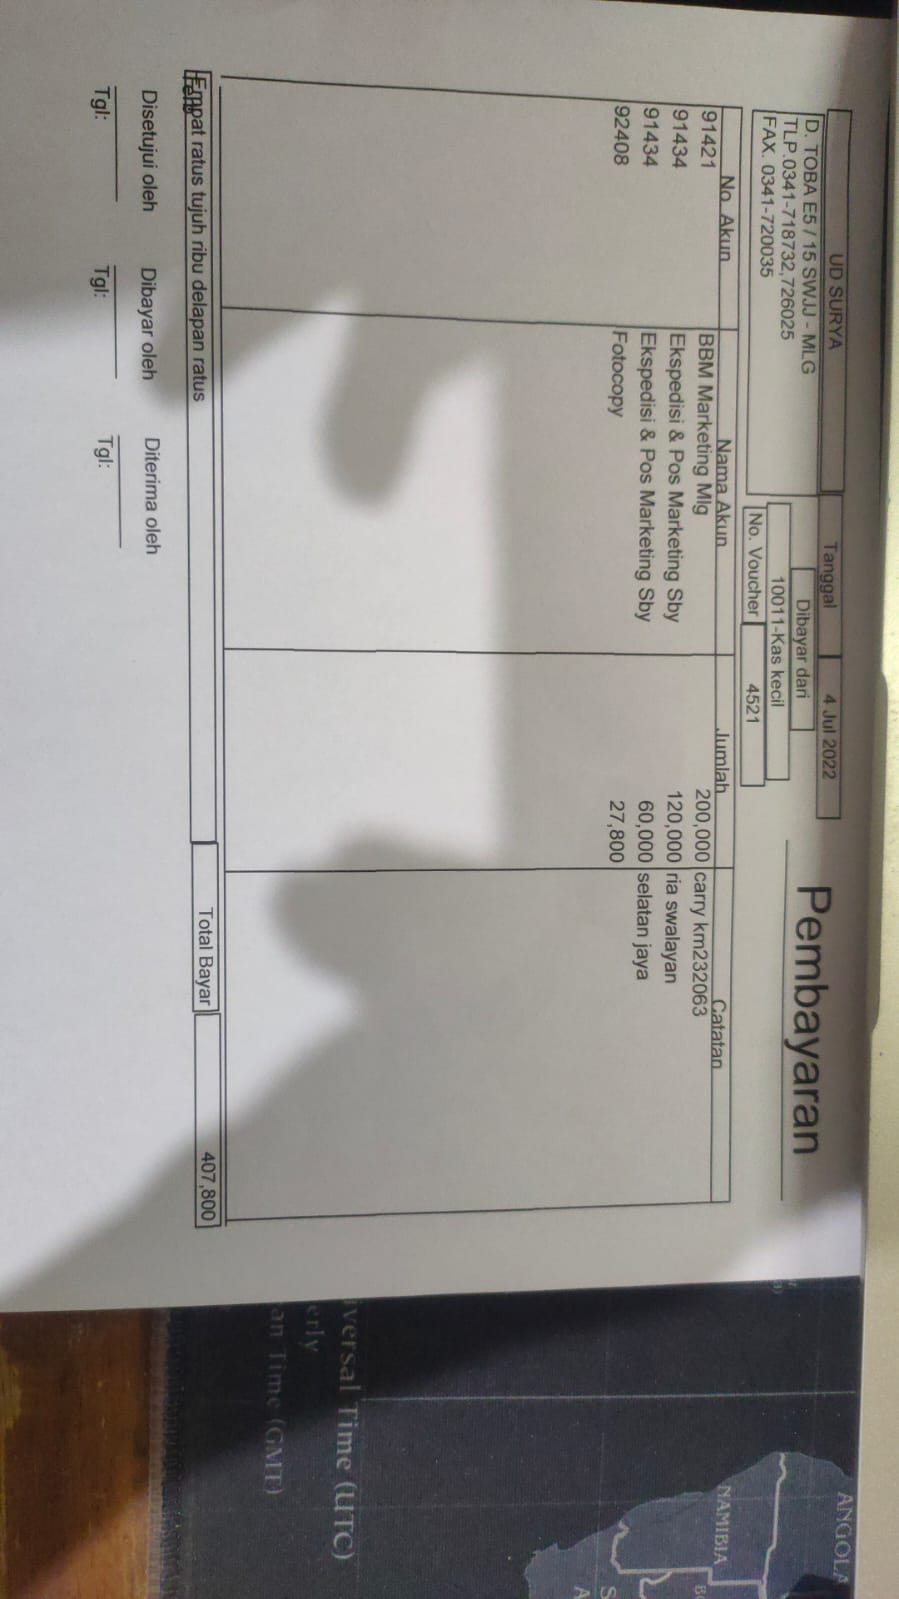 UD SURYA
D. TOBA E5 / 15 SWJJ - MLG
TLP.0341-718732,726025
FAX. 0341-720035
Tanggal 4 Jul 2022
Dibayar dari
10011-Kas kecil
No. Voucher 4521
Pembayaran
No. Akun Nama Akun Jumlah Catatan
91421 BBM Marketing Mlg 200,000 carry km232063
91434 Ekspedisi & Pos Marketing Sby 120,000 ria swalayan
91434 Ekspedisi & Pos Marketing Sby 60,000 selatan jaya
92408 Fotocopy 27,800
Empat ratus tujuh ribu delapan ratus
Total Bayar 407,800
Disetujui oleh Dibayar oleh Diterima oleh
Tgl: Tgl: Tgl:
Time (UTC)
Time (GMT)
ANGOLA
NAMIBIA